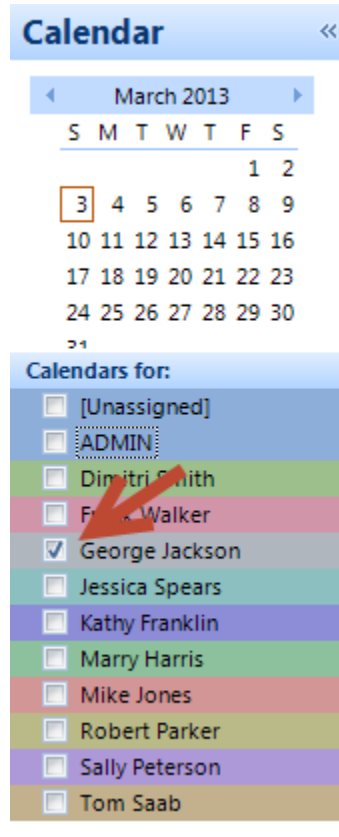 Calendar «
March 2013
S M T W T F S
1 2
3 4 5 6 7 8 9
10 11 12 13 14 15 16
17 18 19 20 21 22 23
24 25 26 27 28 29 30
31
Calendars for:
[Unassigned]
ADMIN
Dimitri Smith
Walker
George Jackson
Jessica Spears
Kathy Franklin
Marry Harris
Mike Jones
Robert Parker
Sally Peterson
Tom Saab